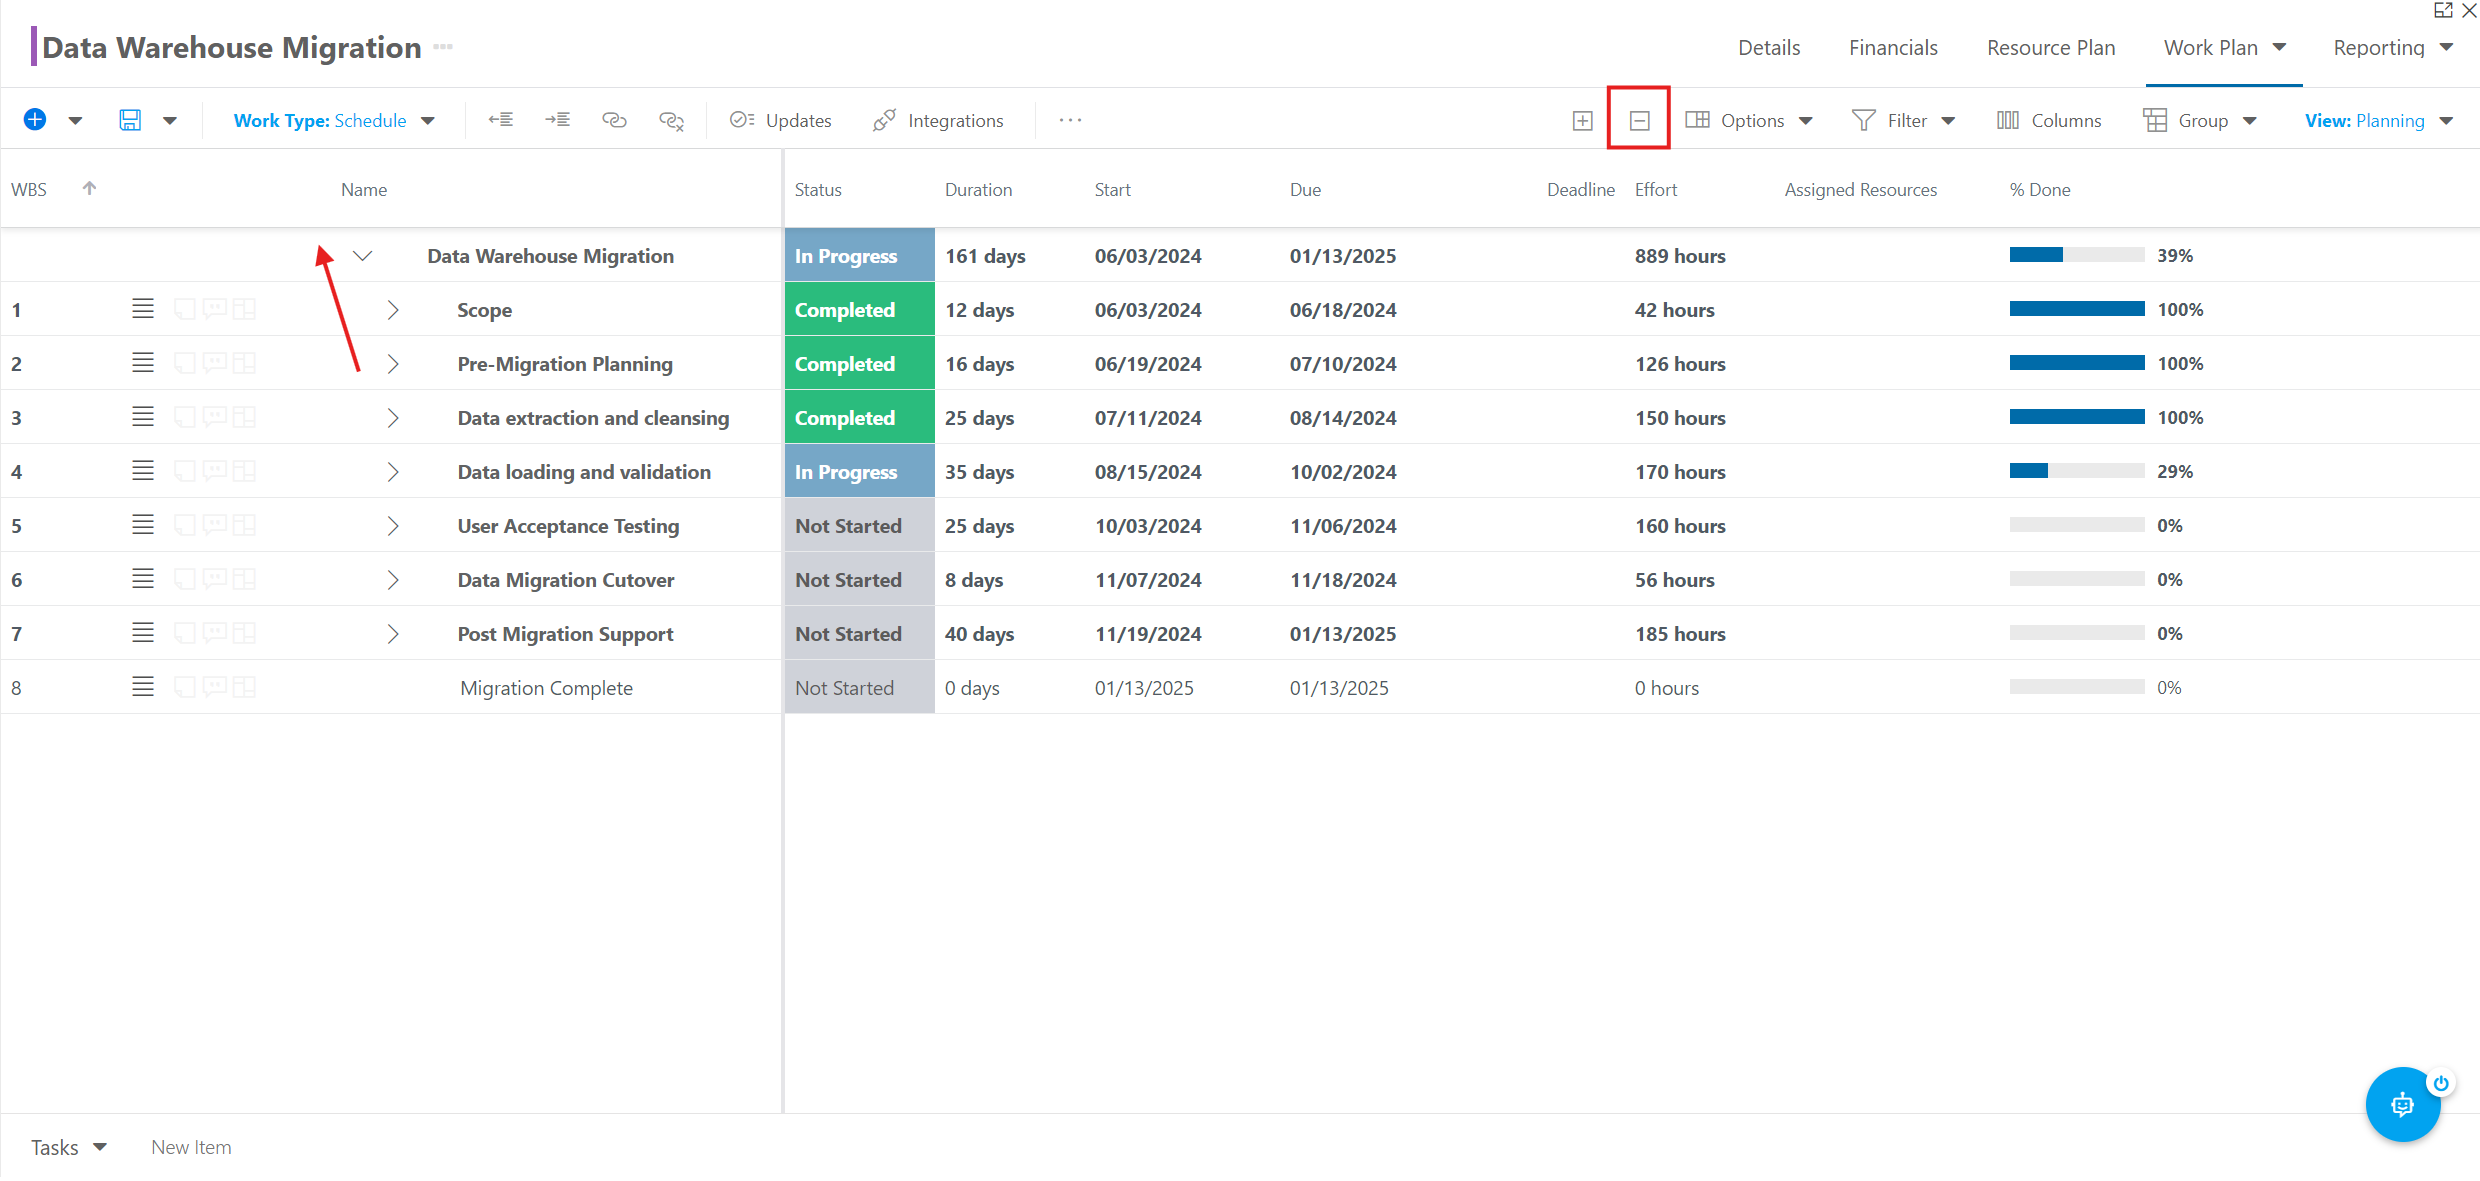 Data Warehouse Migration
Details Financials Resource Plan Work Plan Reporting
Work Type: Schedule Updates Integrations Options Filter Columns Group View: Planning
WBS Name Status Duration Start Due Deadline Effort Assigned Resources % Done
Data Warehouse Migration In Progress 161 days 06/03/2024 01/13/2025 889 hours 39%
1 Scope Completed 12 days 06/03/2024 06/18/2024 42 hours 100%
2 Pre-Migration Planning Completed 16 days 06/19/2024 07/10/2024 126 hours 100%
3 Data extraction and cleansing Completed 25 days 07/11/2024 08/14/2024 150 hours 100%
4 Data loading and validation In Progress 35 days 08/15/2024 10/02/2024 170 hours 29%
5 User Acceptance Testing Not Started 25 days 10/03/2024 11/06/2024 160 hours 0%
6 Data Migration Cutover Not Started 8 days 11/07/2024 11/18/2024 56 hours 0%
7 Post Migration Support Not Started 40 days 11/19/2024 01/13/2025 185 hours 0%
8 Migration Complete Not Started 0 days 01/13/2025 01/13/2025 0 hours 0%
Tasks New Item